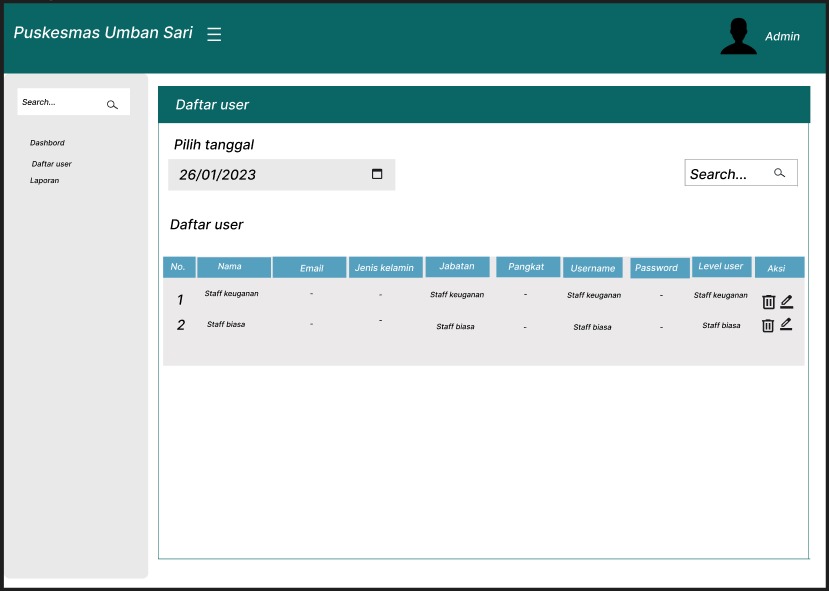 Puskesmas Umban Sari
Admin
Search...
Dashbord
Daftar user
Laporan
Daftar user
Pilih tanggal
26/01/2023
Search...
Daftar user
No. Nama Email Jenis kelamin Jabatan Pangkat Username Password Level user Aksi
1 Staff keuganan - - Staff keuganan - Staff keuganan - Staff keuganan
2 Staff biasa - - Staff biasa - Staff biasa - Staff biasa